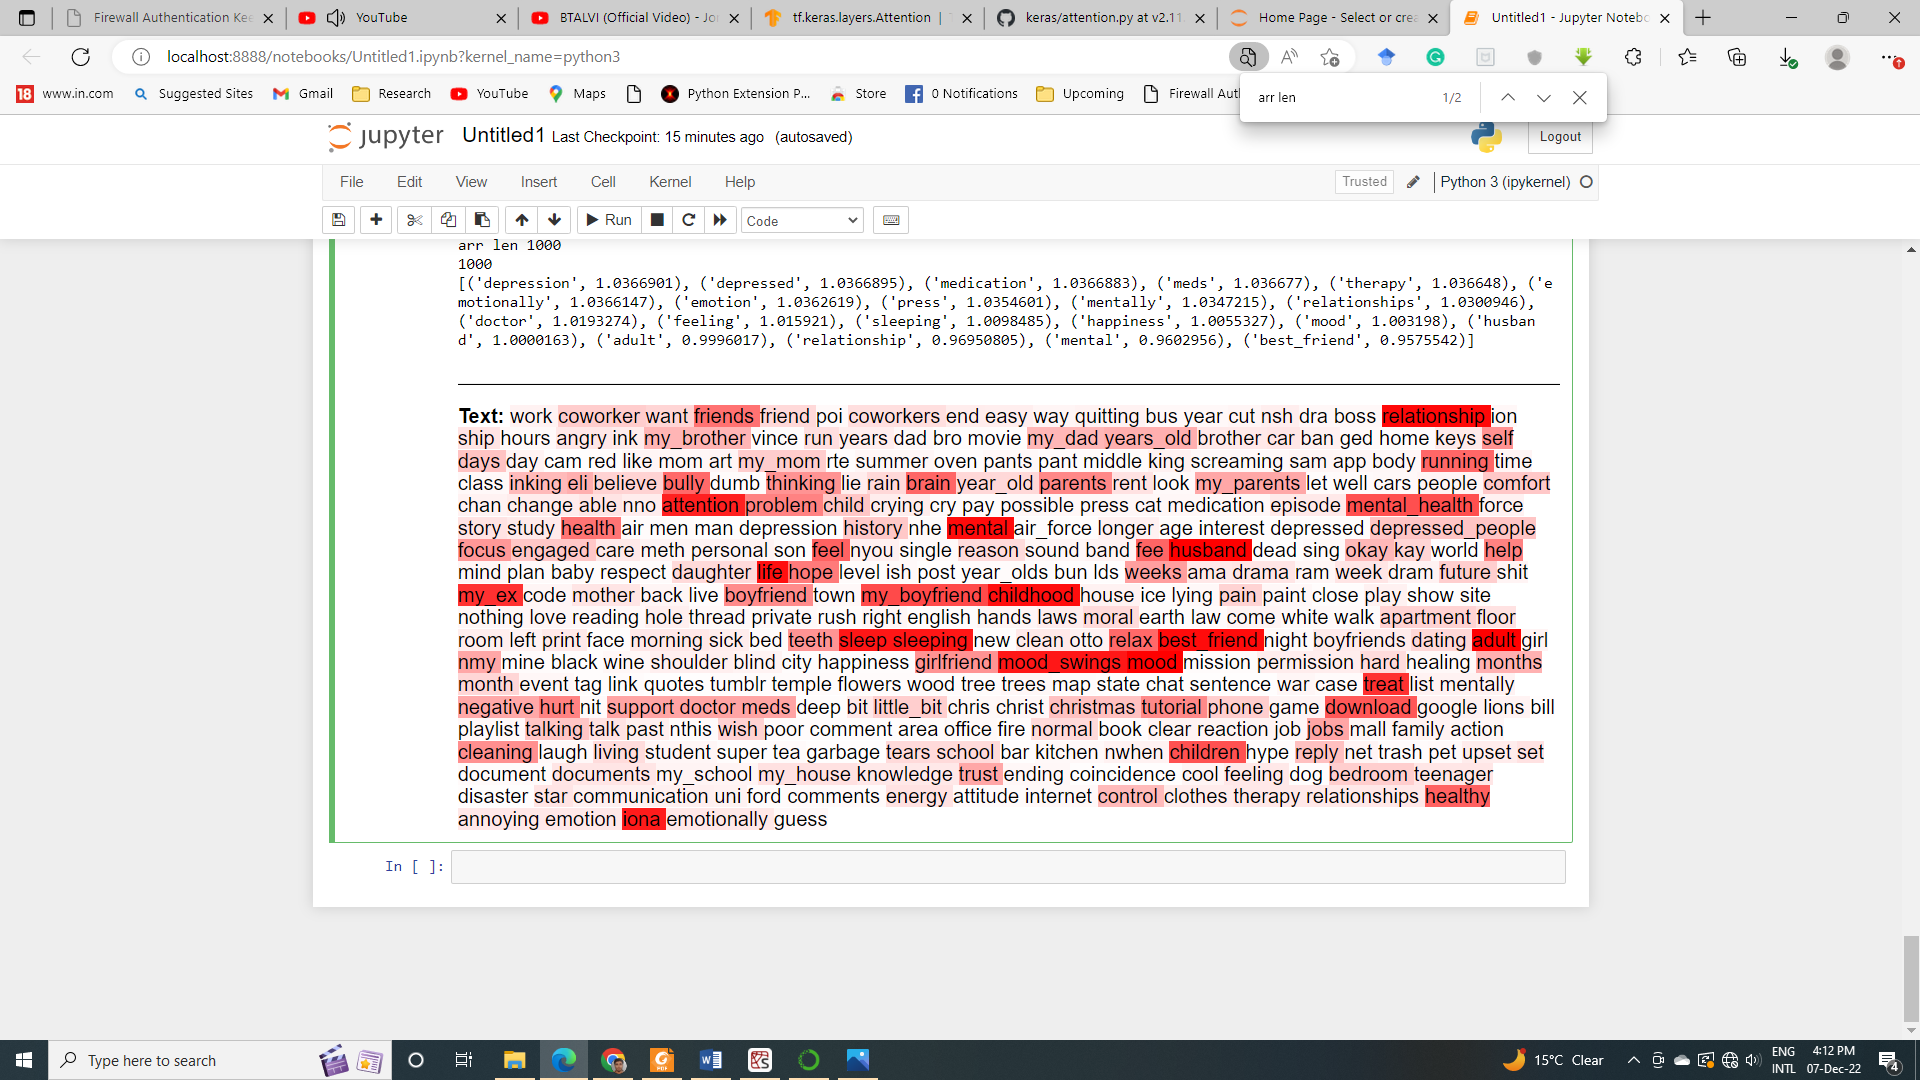 Firewall Authentication Kee
YouTube
BTALVI (Official Video) - Jo
tf.keras.layers.Attention | T
keras/attention.py at v2.11.
Home Page - Select or crea
Untitled1 - Jupyter Notebo
localhost:8888/notebooks/Untitled1.ipynb?kernel_name=python3
18 www.in.com Suggested Sites Gmail Research YouTube Maps Python Extension P... Store 0 Notifications Upcoming Firewall Aut
arr len 1/2
jupyter Untitled1 Last Checkpoint: 15 minutes ago (autosaved) Logout
File Edit View Insert Cell Kernel Help Trusted Python 3 (ipykernel)
Run Code
arr len 1000
1000
[('depression', 1.0366901), ('depressed', 1.0366895), ('medication', 1.0366883), ('meds', 1.036677), ('therapy', 1.036648), ('e
motionally', 1.0366147), ('emotion', 1.0362619), ('press', 1.0354601), ('mentally', 1.0347215), ('relationships', 1.0300946),
('doctor', 1.0193274), ('feeling', 1.015921), ('sleeping', 1.0098485), ('happiness', 1.0055327), ('mood', 1.003198), ('husban
d', 1.0000163), ('adult', 0.9996017), ('relationship', 0.96950805), ('mental', 0.9602956), ('best_friend', 0.9575542)]
Text: work coworker want friends friend poi coworkers end easy way quitting bus year cut nsh dra boss relationship ion
ship hours angry ink my_brother vince run years dad bro movie my_dad years_old brother car ban ged home keys self
days day cam red like mom art my_mom rte summer oven pants pant middle king screaming sam app body running time
class inking eli believe bully dumb thinking lie rain brain year_old parents rent look my_parents let well cars people comfort
chan change able nno attention problem child crying cry pay possible press cat medication episode mental_health force
story study health air men man depression history nhe mental air_force longer age interest depressed depressed_people
focus engaged care meth personal son feel nyou single reason sound band fee husband dead sing okay kay world help
mind plan baby respect daughter life hope level ish post year_olds bun lds weeks ama drama ram week dram future shit
my_ex code mother back live boyfriend town my_boyfriend childhood house ice lying pain paint close play show site
nothing love reading hole thread private rush right english hands laws moral earth law come white walk apartment floor
room left print face morning sick bed teeth sleep sleeping new clean otto relax best_friend night boyfriends dating adult girl
nmy mine black wine shoulder blind city happiness girlfriend mood_swings mood mission permission hard healing months
month event tag link quotes tumblr temple flowers wood tree trees map state chat sentence war case treat list mentally
negative hurt nit support doctor meds deep bit little_bit chris christ christmas tutorial phone game download google lions bill
playlist talking talk past nthis wish poor comment area office fire normal book clear reaction job jobs mall family action
cleaning laugh living student super tea garbage tears school bar kitchen nwhen children hype reply net trash pet upset set
document documents my_school my_house knowledge trust ending coincidence cool feeling dog bedroom teenager
disaster star communication uni ford comments energy attitude internet control clothes therapy relationships healthy
annoying emotion iona emotionally guess
In [ ]:
Type here to search
15°C Clear
ENG
INTL
4:12 PM
07-Dec-22
4